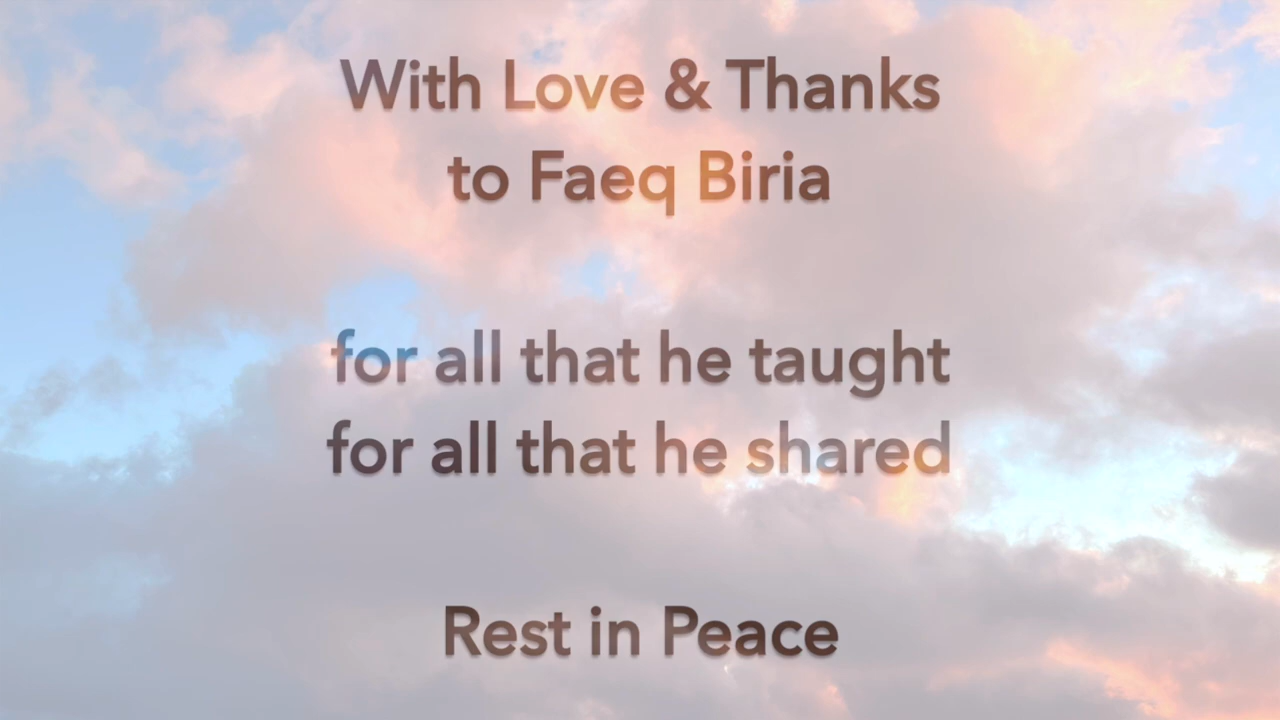 With Love & Thanks
to Faeq Biria
for all that he taught
for all that he shared
Rest in Peace